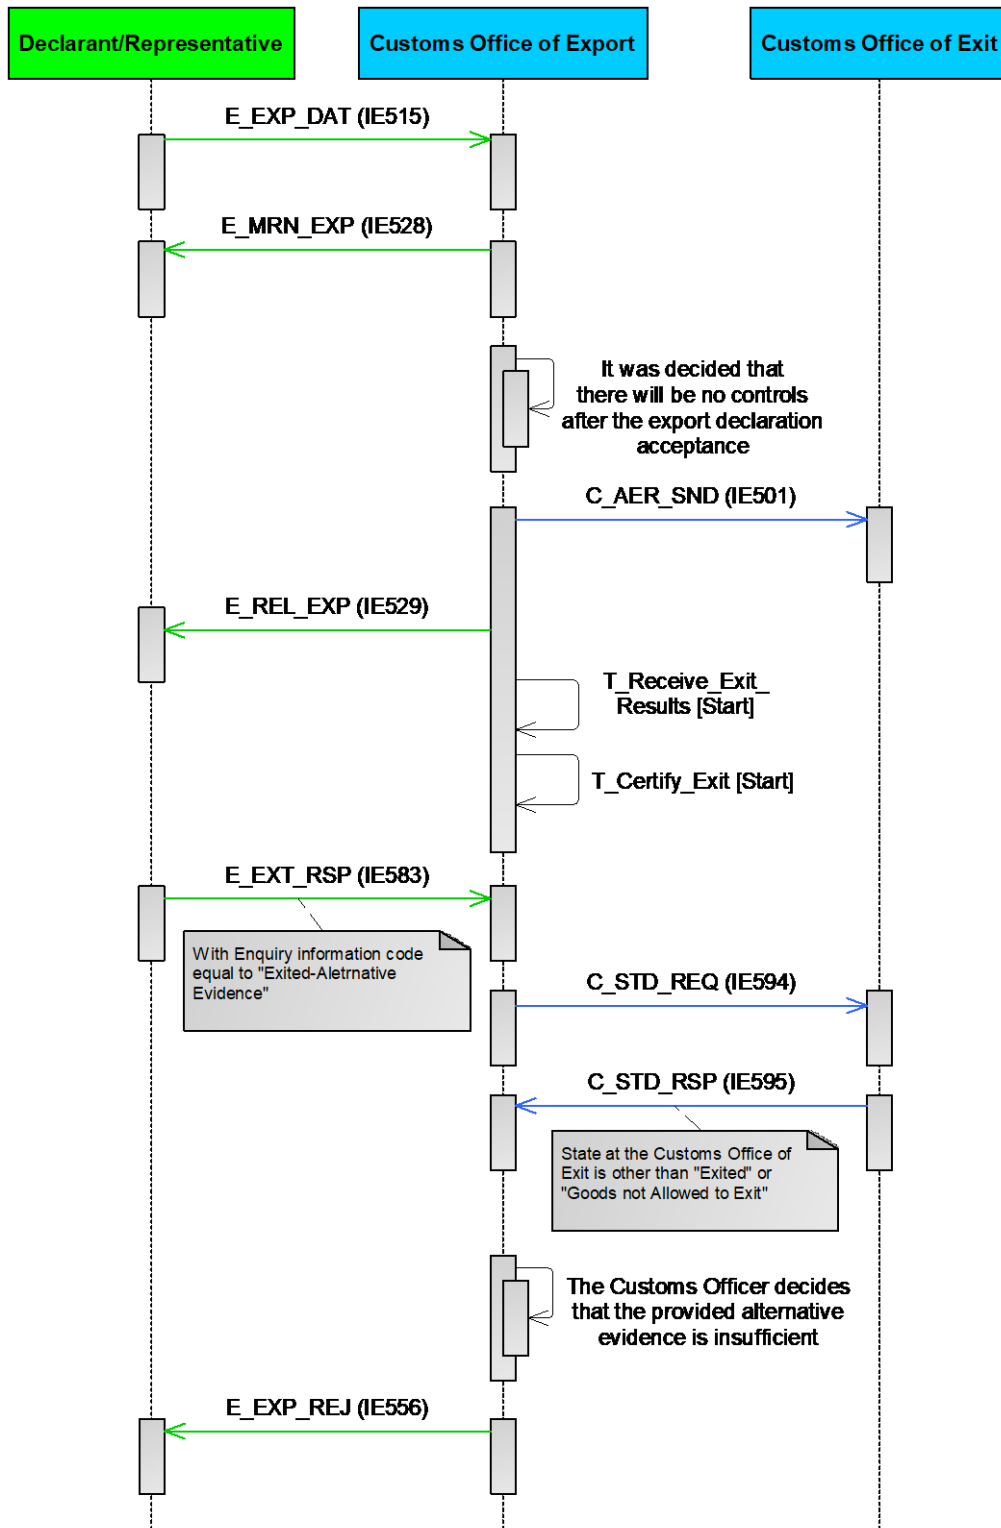 Declarant/Representative
Customs Office of Export
Customs Office of Exit
E_EXP_DAT (IE515)
E_MRN_EXP (IE528)
It was decided that
there will be no controls
after the export declaration
acceptance
C_AER_SND (IE501)
E_REL_EXP (IE529)
T_Receive_Exit_
Results [Start]
T_Certify_Exit [Start]
E_EXT_RSP (IE583)
With Enquiry information code
equal to "Exited-Aletrnative
Evidence"
C_STD_REQ (IE594)
C_STD_RSP (IE595)
State at the Customs Office of
Exit is other than "Exited" or
"Goods not Allowed to Exit"
The Customs Officer decides
that the provided alternative
evidence is insufficient
E_EXP_REJ (IE556)